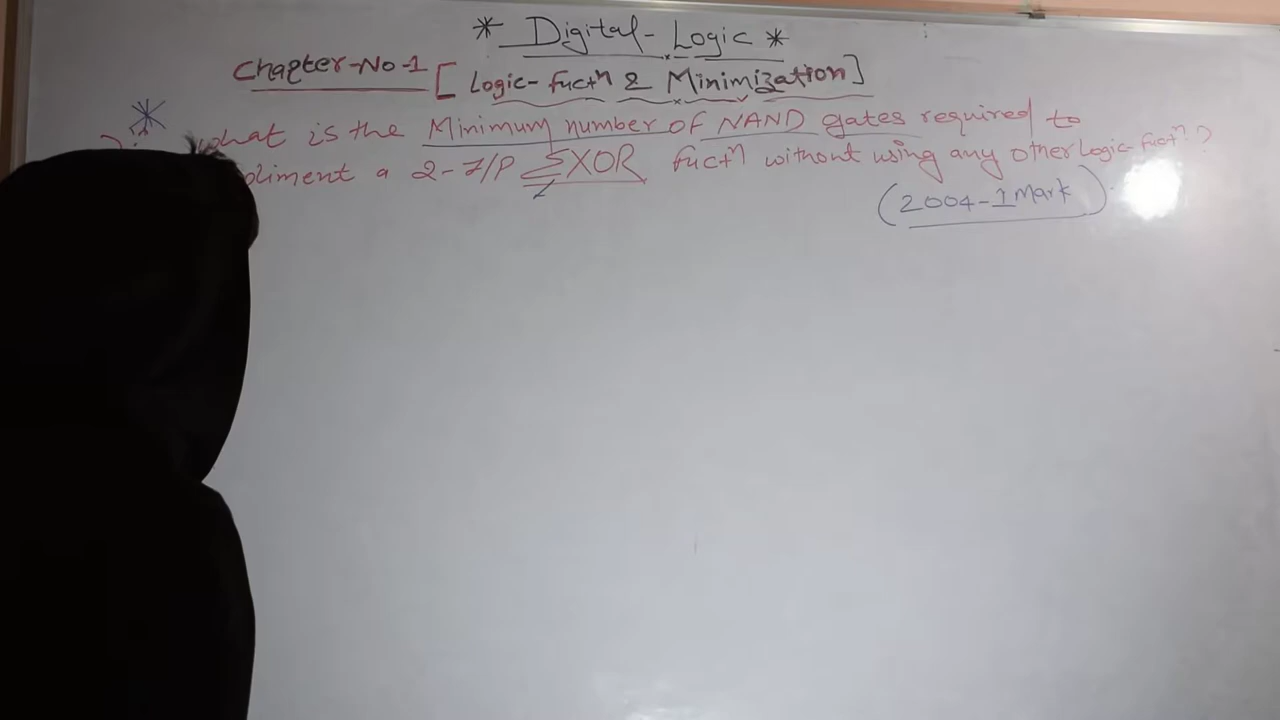 * Digital-Logic *
Chapter-No-1 [Logic-fuctn & Minimization]
what is the Minimum number of NAND gates required to
pliment a 2-I/P EXOR fuctn without using any other Logic-fuctn?
(2004-1Mark)